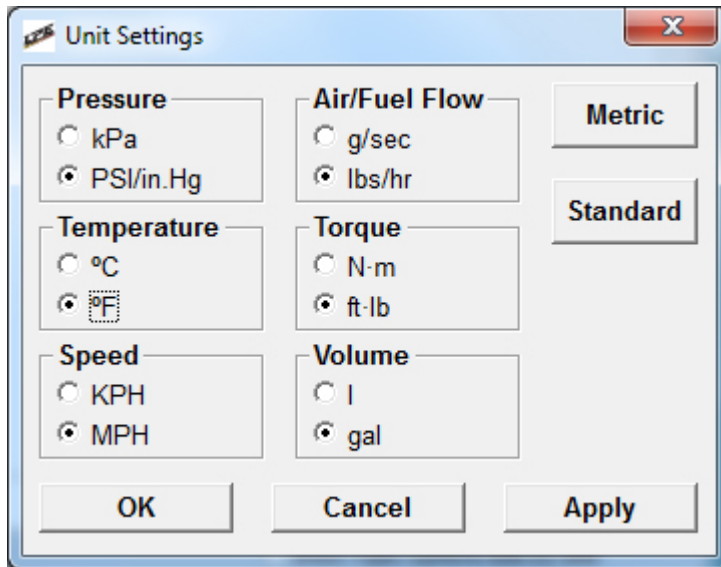 Unit Settings
Pressure
kPa
PSI/in.Hg
Air/Fuel Flow
g/sec
lbs/hr
Metric
Standard
Temperature
ºC
ºF
Torque
N·m
ft·lb
Speed
KPH
MPH
Volume
l
gal
OK
Cancel
Apply